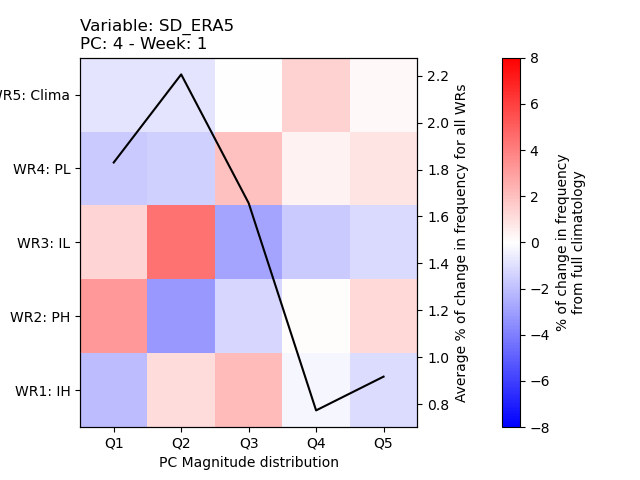 Variable: SD_ERA5
PC: 4 - Week: 1
WR5: Clima
WR4: PL
WR3: IL
WR2: PH
WR1: IH
Q1 Q2 Q3 Q4 Q5
PC Magnitude distribution
2.2
2.0
1.8
1.6
1.4
1.2
1.0
0.8
Average % of change in frequency for all WRs
8
6
4
2
0
−2
−4
−6
−8
% of change in frequency
from full climatology